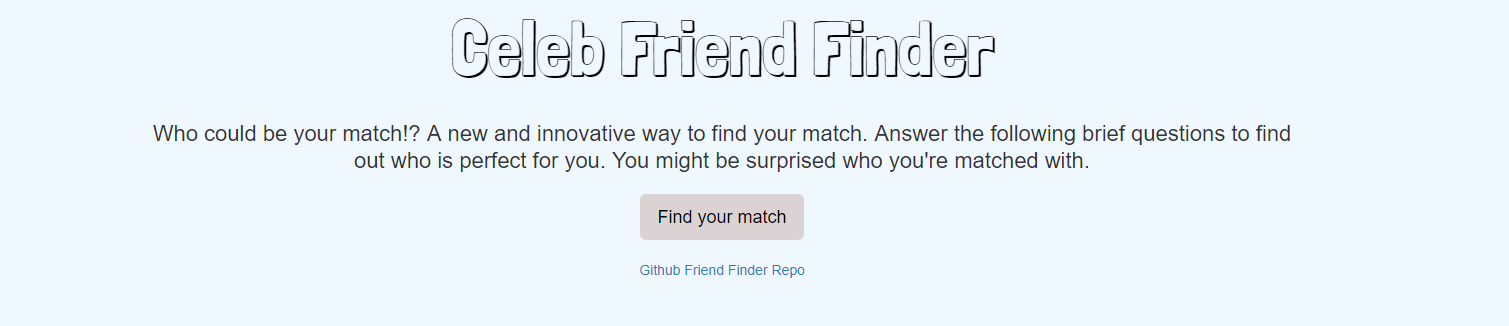 Celeb Friend Finder
Who could be your match!? A new and innovative way to find your match. Answer the following brief questions to find
out who is perfect for you. You might be surprised who you're matched with.
Find your match
Github Friend Finder Repo